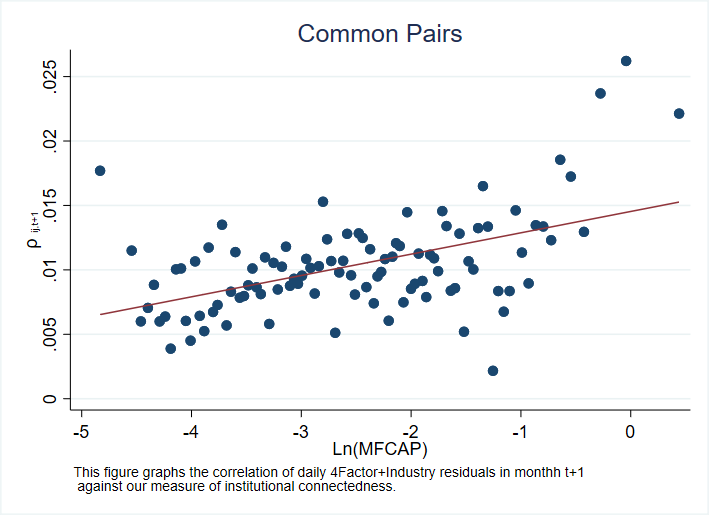 Common Pairs
.025
.02
.015
.01
.005
0
ρ ij,t+1
-5 -4 -3 -2 -1 0
Ln(MFCAP)
This figure graphs the correlation of daily 4Factor+Industry residuals in monthh t+1
against our measure of institutional connectedness.